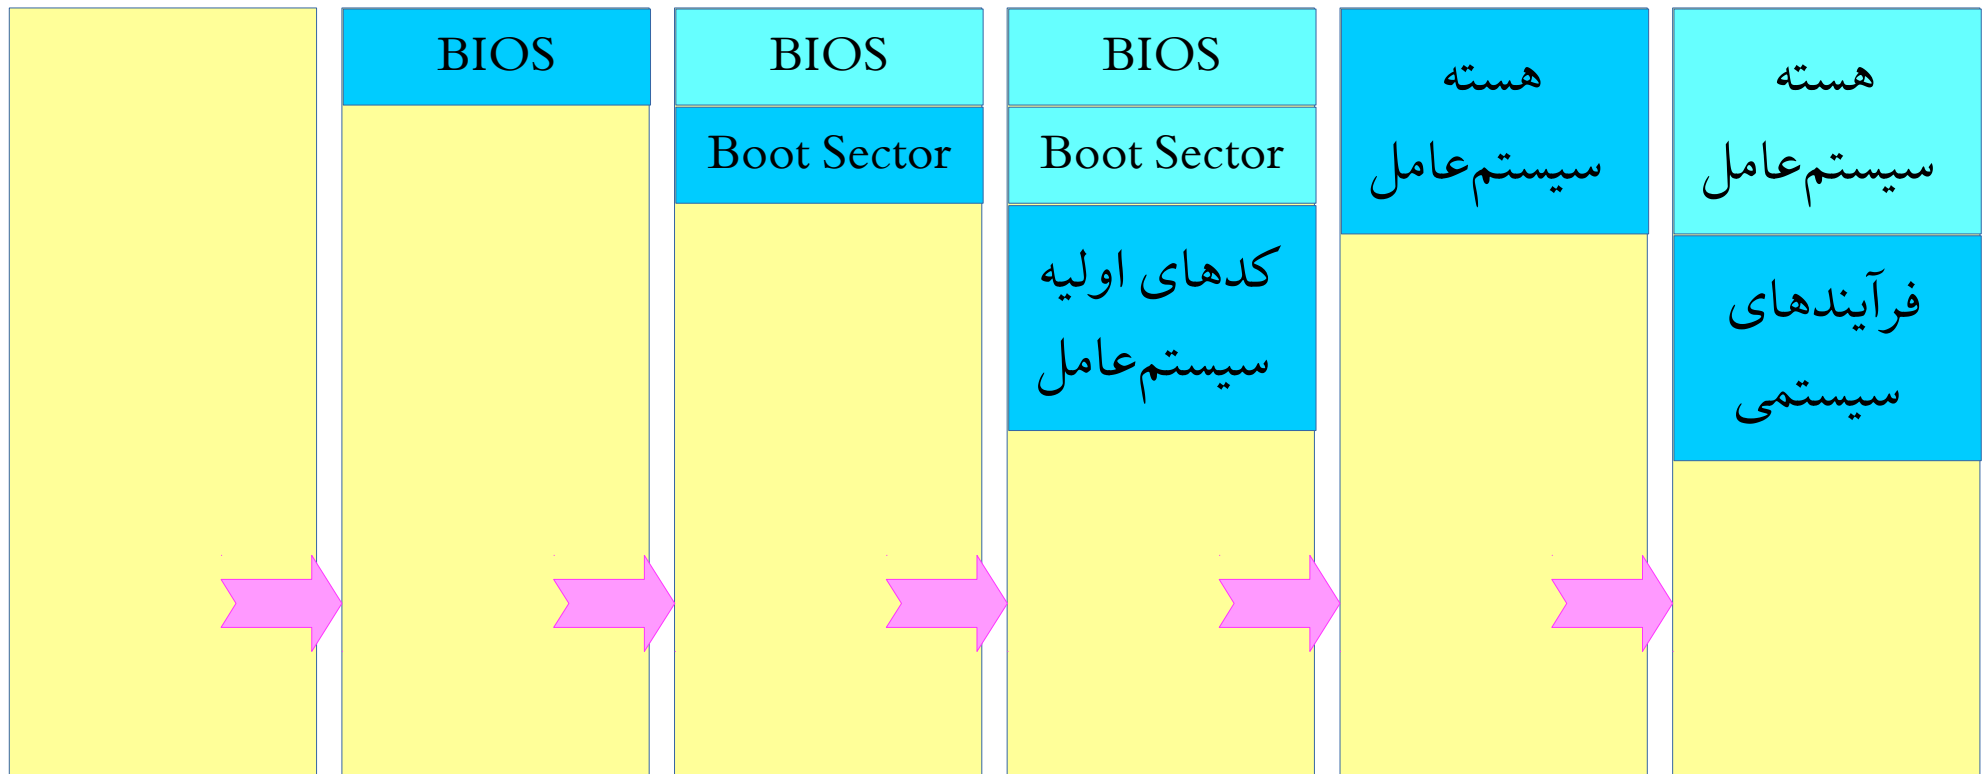 BIOS
BIOS
Boot Sector
BIOS
Boot Sector
کدهای اولیه
سیستم‌عامل
هسته
سیستم‌عامل
هسته
سیستم‌عامل
فرآیندهای
سیستمی